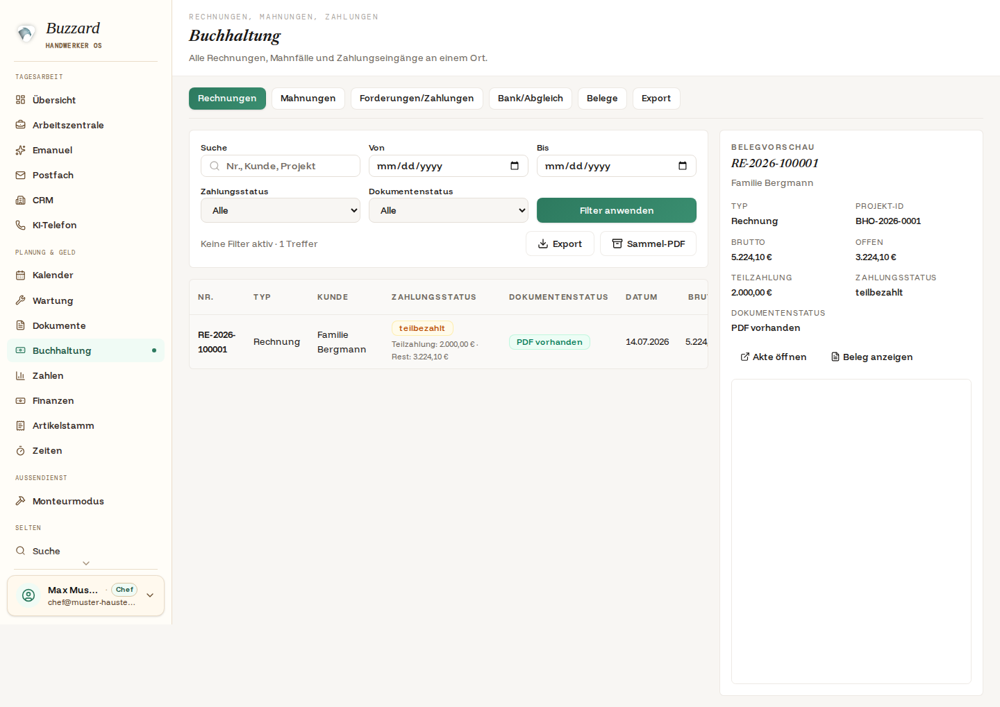 Buzzard
HANDWERKER OS
TAGESARBEIT
Übersicht
Arbeitszentrale
Emanuel
Postfach
CRM
KI-Telefon
PLANUNG & GELD
Kalender
Wartung
Dokumente
Buchhaltung
Zahlen
Finanzen
Artikelstamm
Zeiten
AUSSENDIENST
Monteurmodus
SELTEN
Suche
Max Mus… · Chef
chef@muster-hauste…
RECHNUNGEN, MAHNUNGEN, ZAHLUNGEN
Buchhaltung
Alle Rechnungen, Mahnfälle und Zahlungseingänge an einem Ort.
Rechnungen Mahnungen Forderungen/Zahlungen Bank/Abgleich Belege Export
Suche Von Bis
Nr., Kunde, Projekt mm/dd/yyyy mm/dd/yyyy
Zahlungsstatus Dokumentenstatus
Alle Alle Filter anwenden
Keine Filter aktiv · 1 Treffer Export Sammel-PDF
NR. TYP KUNDE ZAHLUNGSSTATUS DOKUMENTENSTATUS DATUM BRU
RE-2026-100001 Rechnung Familie Bergmann teilbezahlt PDF vorhanden 14.07.2026 5.224,
Teilzahlung: 2.000,00 € ·
Rest: 3.224,10 €
BELEGVORSCHAU
RE-2026-100001
Familie Bergmann
TYP PROJEKT-ID
Rechnung BHO-2026-0001
BRUTTO OFFEN
5.224,10 € 3.224,10 €
TEILZAHLUNG ZAHLUNGSSTATUS
2.000,00 € teilbezahlt
DOKUMENTENSTATUS
PDF vorhanden
Akte öffnen Beleg anzeigen